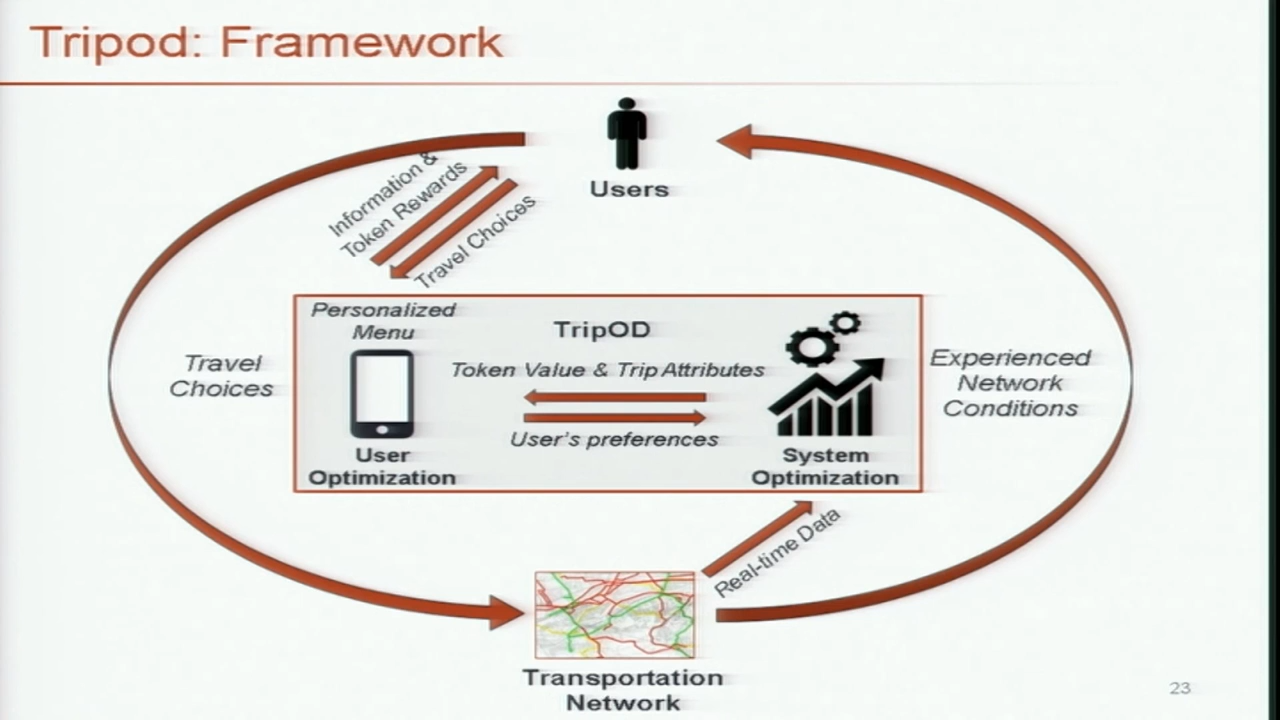 Tripod: Framework
Users
Information &
Token Rewards
Travel Choices
Personalized
Menu
TripOD
Token Value & Trip Attributes
User's preferences
User
Optimization
System
Optimization
Travel
Choices
Experienced
Network
Conditions
Real-time Data
Transportation
Network
23